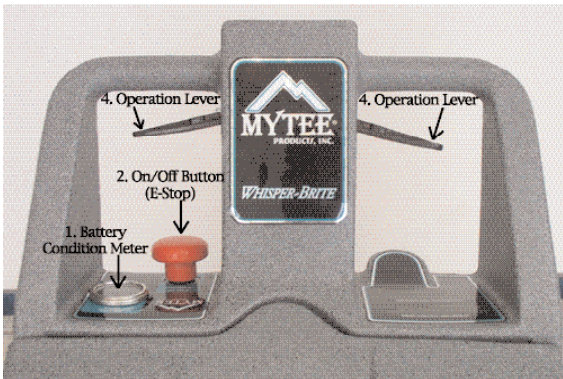 4. Operation Lever
4. Operation Lever
MYTEE®
PRODUCTS, INC.
2. On/Off Button
(E-Stop)
WHISPER-BRITE
1. Battery
Condition Meter